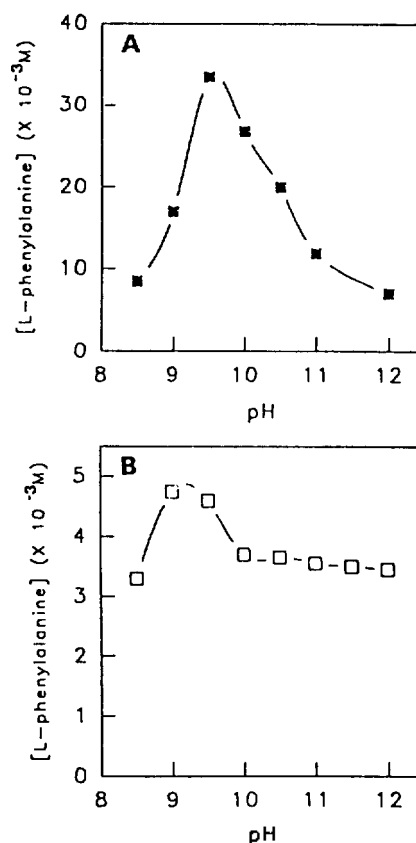 A
[L-phenylalanine] (X 10⁻³M)
40
30
20
10
0
8 9 10 11 12
pH
B
[L-phenylalanine] (X 10⁻³M)
5
4
3
2
1
0
8 9 10 11 12
pH